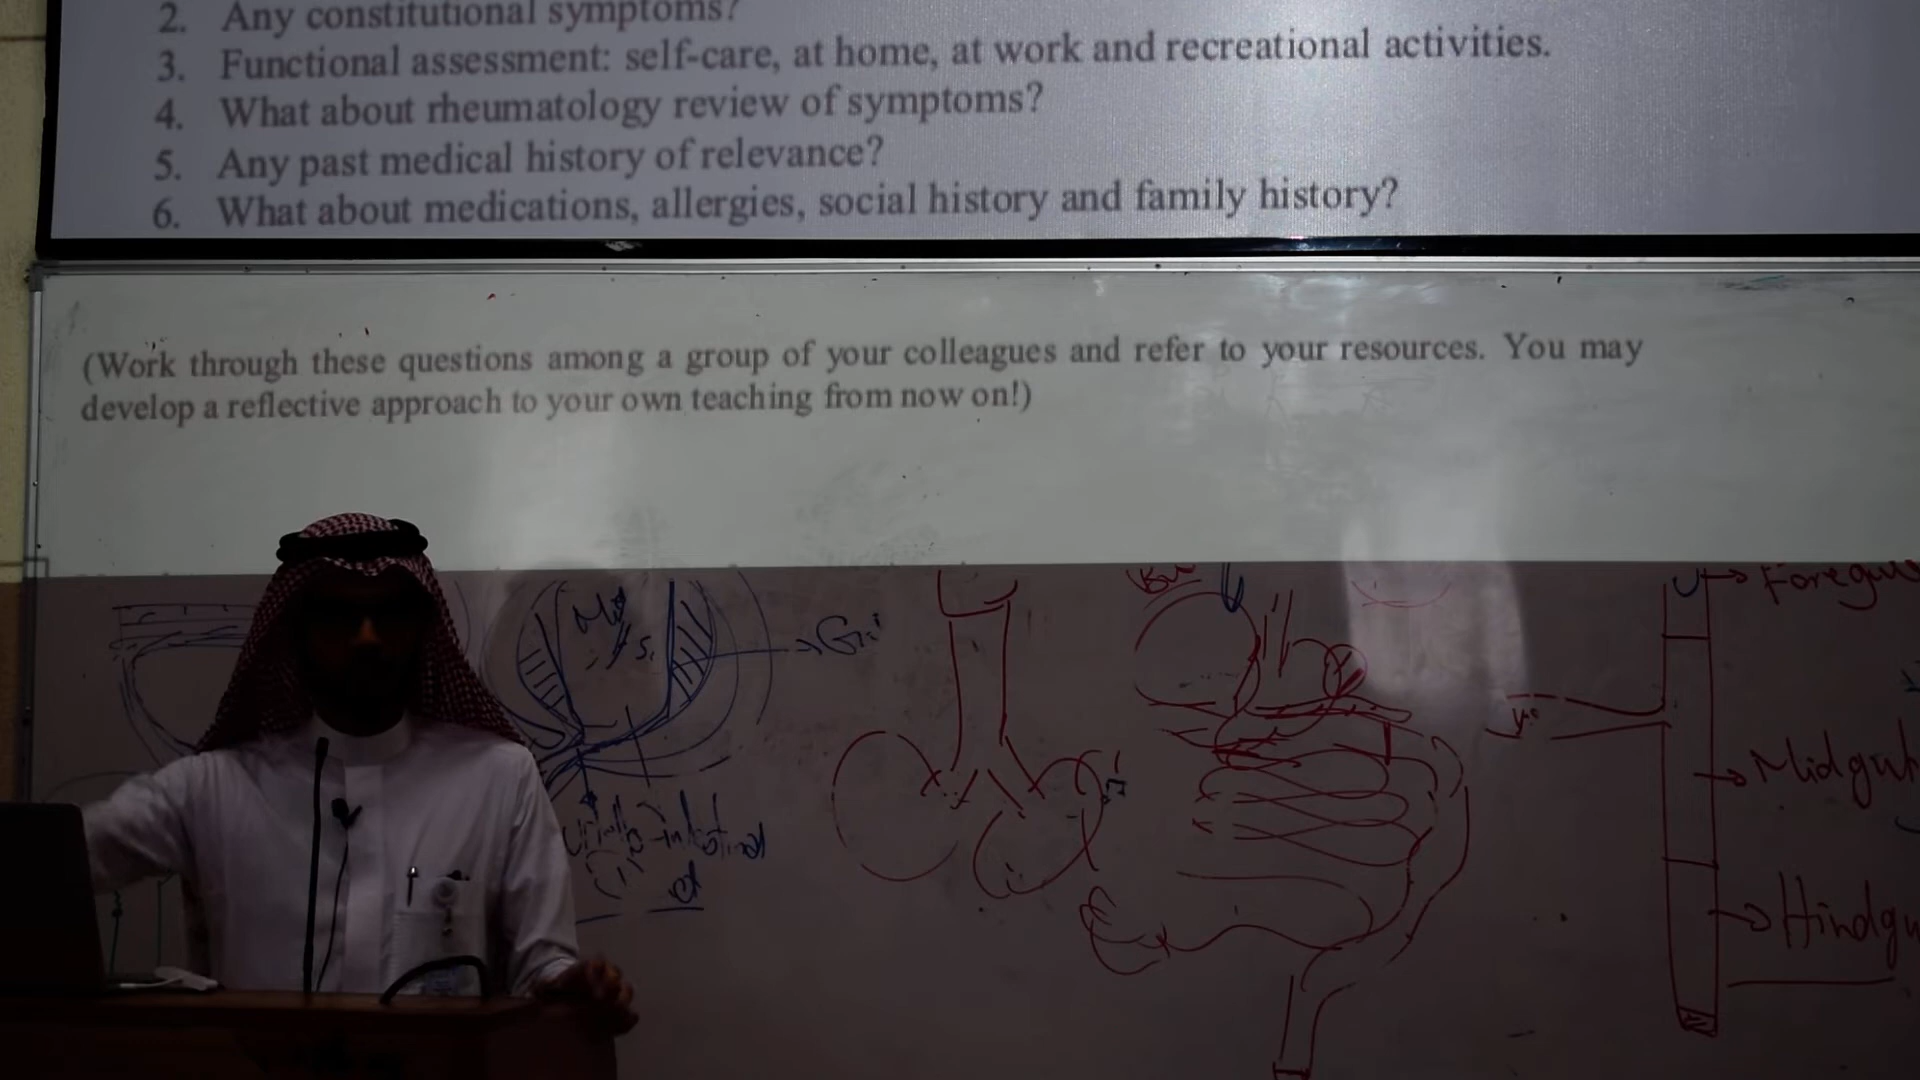 2. Any constitutional symptoms?
3. Functional assessment: self-care, at home, at work and recreational activities.
4. What about rheumatology review of symptoms?
5. Any past medical history of relevance?
6. What about medications, allergies, social history and family history?
(Work through these questions among a group of your colleagues and refer to your resources. You may
develop a reflective approach to your own teaching from now on!)
Foregu
Midgut
Hindgu